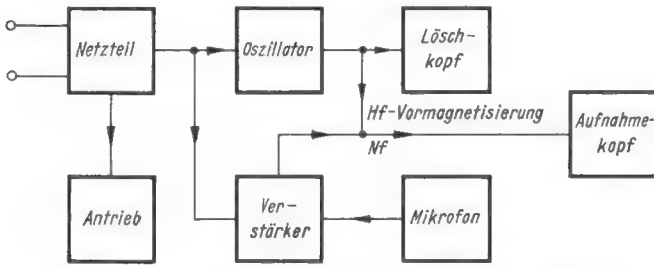 Netzteil
Oszillator
Lösch-
kopf
Hf-Vormagnetisierung
Nf
Aufnahme-
kopf
Antrieb
Ver-
stärker
Mikrofon